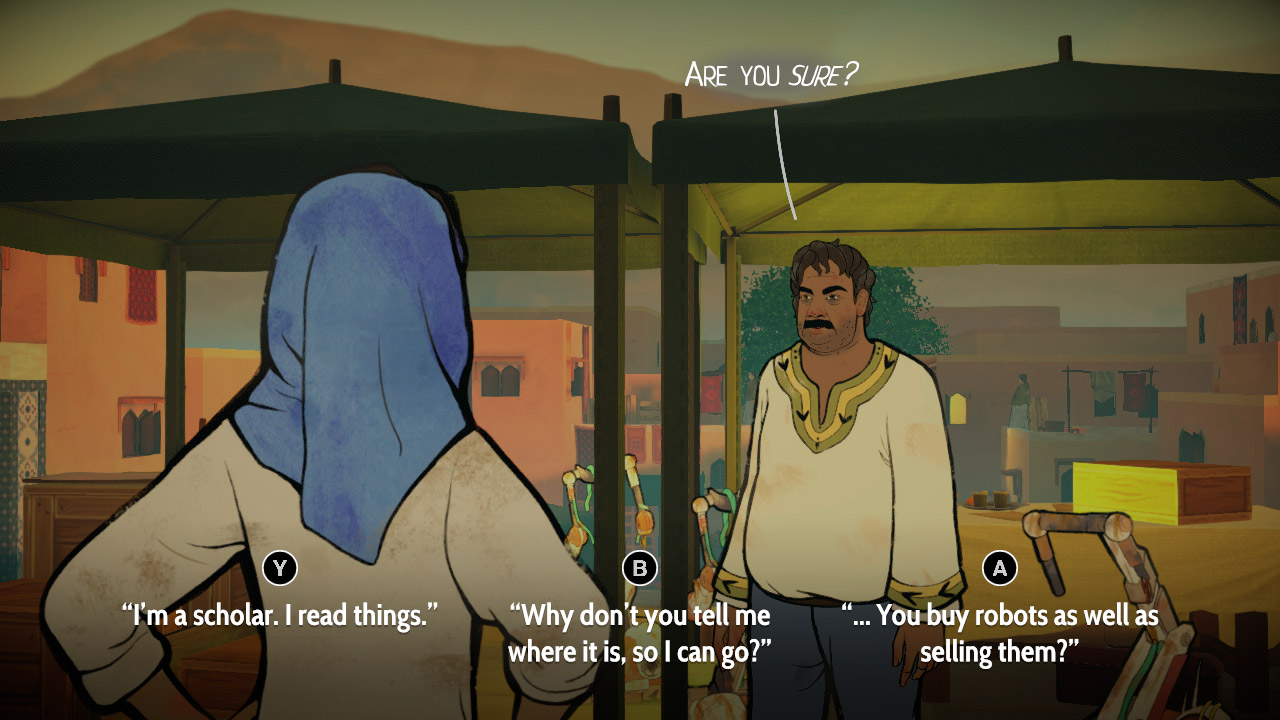 ARE YOU SURE?
Y
“I’m a scholar. I read things.”
B
“Why don’t you tell me
where it is, so I can go?”
A
“... You buy robots as well as
selling them?”